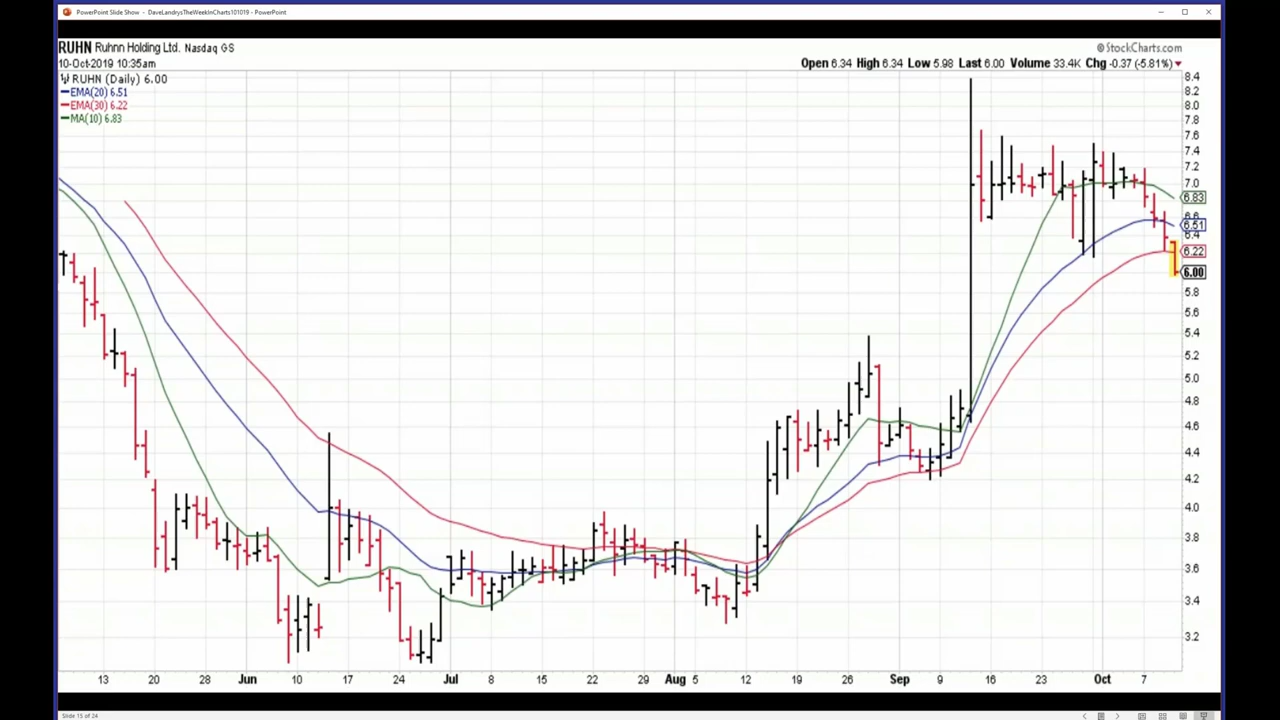 PowerPoint Slide Show - DaveLandrysTheWeekInCharts101019 - PowerPoint
RUHN Ruhnn Holding Ltd. Nasdaq GS
© StockCharts.com
10-Oct-2019 10:35am
Open 6.34 High 6.34 Low 5.98 Last 6.00 Volume 33.4K Chg -0.37 (-5.81%)
RUHN (Daily) 6.00
EMA(20) 6.51
EMA(30) 6.22
MA(10) 6.83
8.4
8.2
8.0
7.8
7.6
7.4
7.2
7.0
6.83
6.6
6.51
6.4
6.22
6.00
5.8
5.6
5.4
5.2
5.0
4.8
4.6
4.4
4.2
4.0
3.8
3.6
3.4
3.2
13 20 28 Jun 10 17 24 Jul 8 15 22 29 Aug 5 12 19 26 Sep 9 16 23 Oct 7
Slide 15 of 24